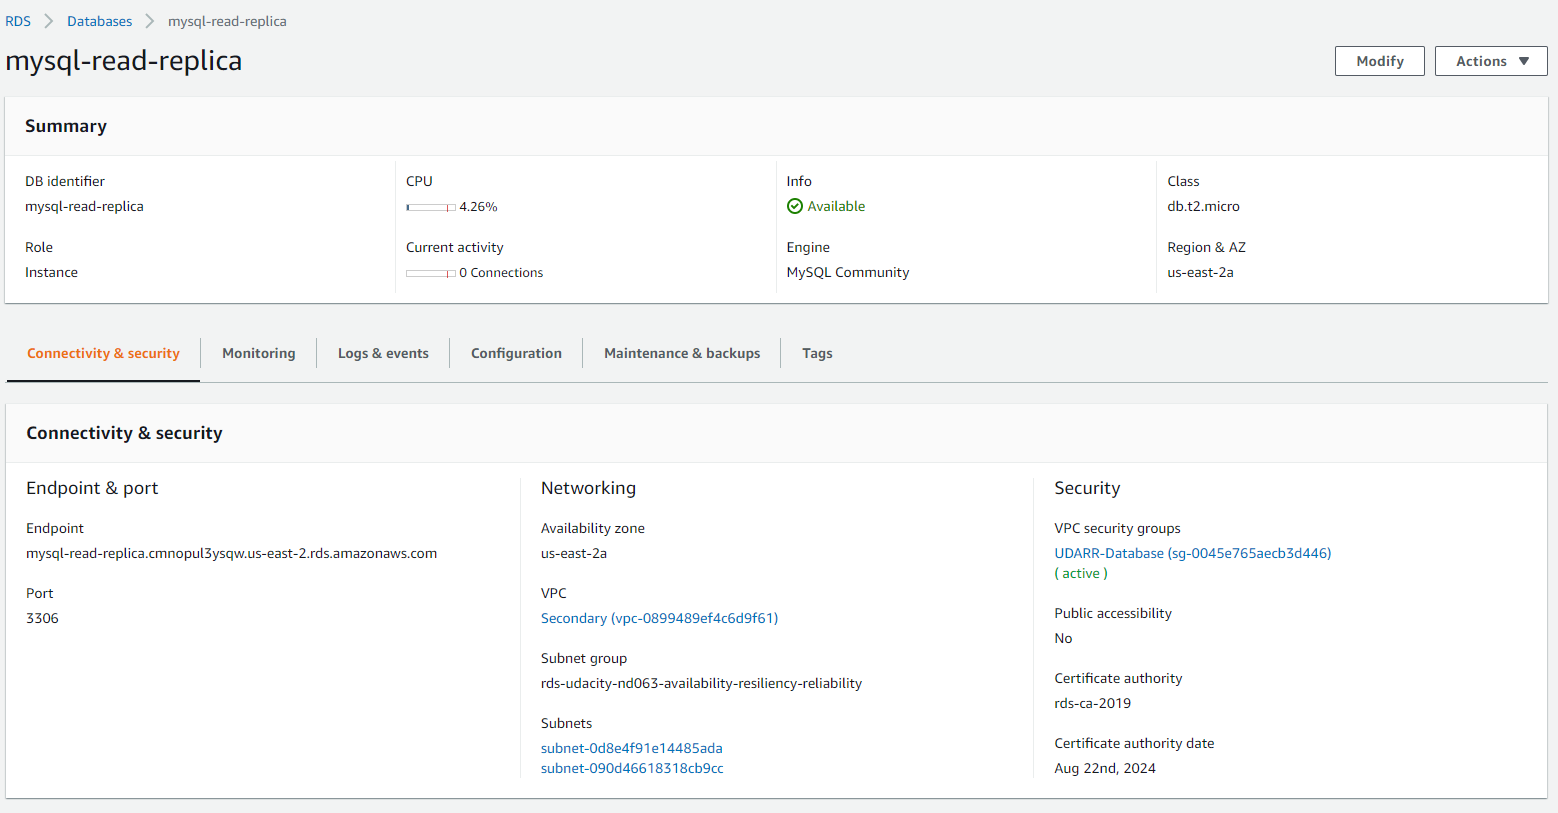 RDS > Databases > mysql-read-replica
mysql-read-replica
Modify
Actions ▼
Summary
DB identifier
mysql-read-replica
Role
Instance
CPU
4.26%
Current activity
0 Connections
Info
Available
Engine
MySQL Community
Class
db.t2.micro
Region & AZ
us-east-2a
Connectivity & security
Monitoring
Logs & events
Configuration
Maintenance & backups
Tags
Connectivity & security
Endpoint & port
Endpoint
mysql-read-replica.cmnopul3ysqw.us-east-2.rds.amazonaws.com
Port
3306
Networking
Availability zone
us-east-2a
VPC
Secondary (vpc-0899489ef4c6d9f61)
Subnet group
rds-udacity-nd063-availability-resiliency-reliability
Subnets
subnet-0d8e4f91e14485ada
subnet-090d46618318cb9cc
Security
VPC security groups
UDARR-Database (sg-0045e765aecb3d446)
( active )
Public accessibility
No
Certificate authority
rds-ca-2019
Certificate authority date
Aug 22nd, 2024